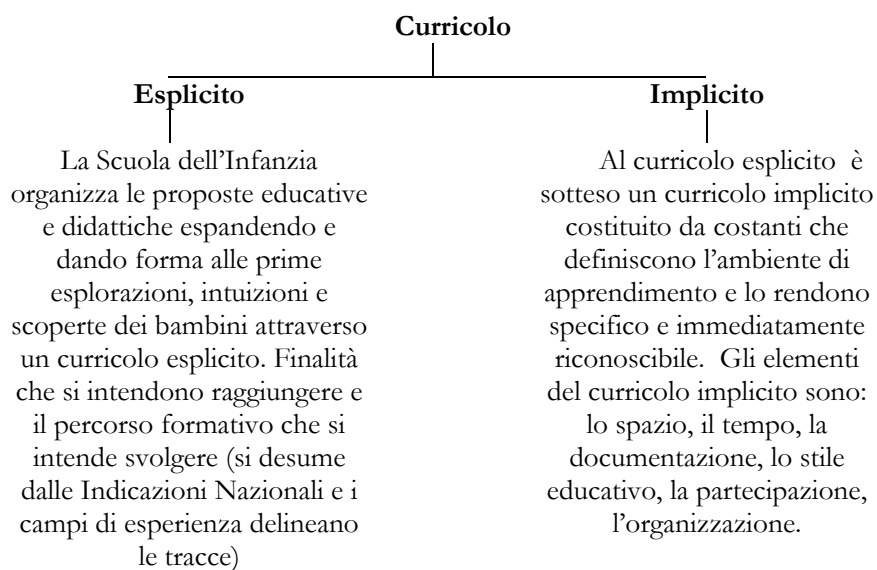 Curricolo
Esplicito
La Scuola dell’Infanzia
organizza le proposte educative
e didattiche espandendo e
dando forma alle prime
esplorazioni, intuizioni e
scoperte dei bambini attraverso
un curricolo esplicito. Finalità
che si intendono raggiungere e
il percorso formativo che si
intende svolgere (si desume
dalle Indicazioni Nazionali e i
campi di esperienza delineano
le tracce)
Implicito
Al curricolo esplicito è
sotteso un curricolo implicito
costituito da costanti che
definiscono l’ambiente di
apprendimento e lo rendono
specifico e immediatamente
riconoscibile. Gli elementi
del curricolo implicito sono:
lo spazio, il tempo, la
documentazione, lo stile
educativo, la partecipazione,
l’organizzazione.